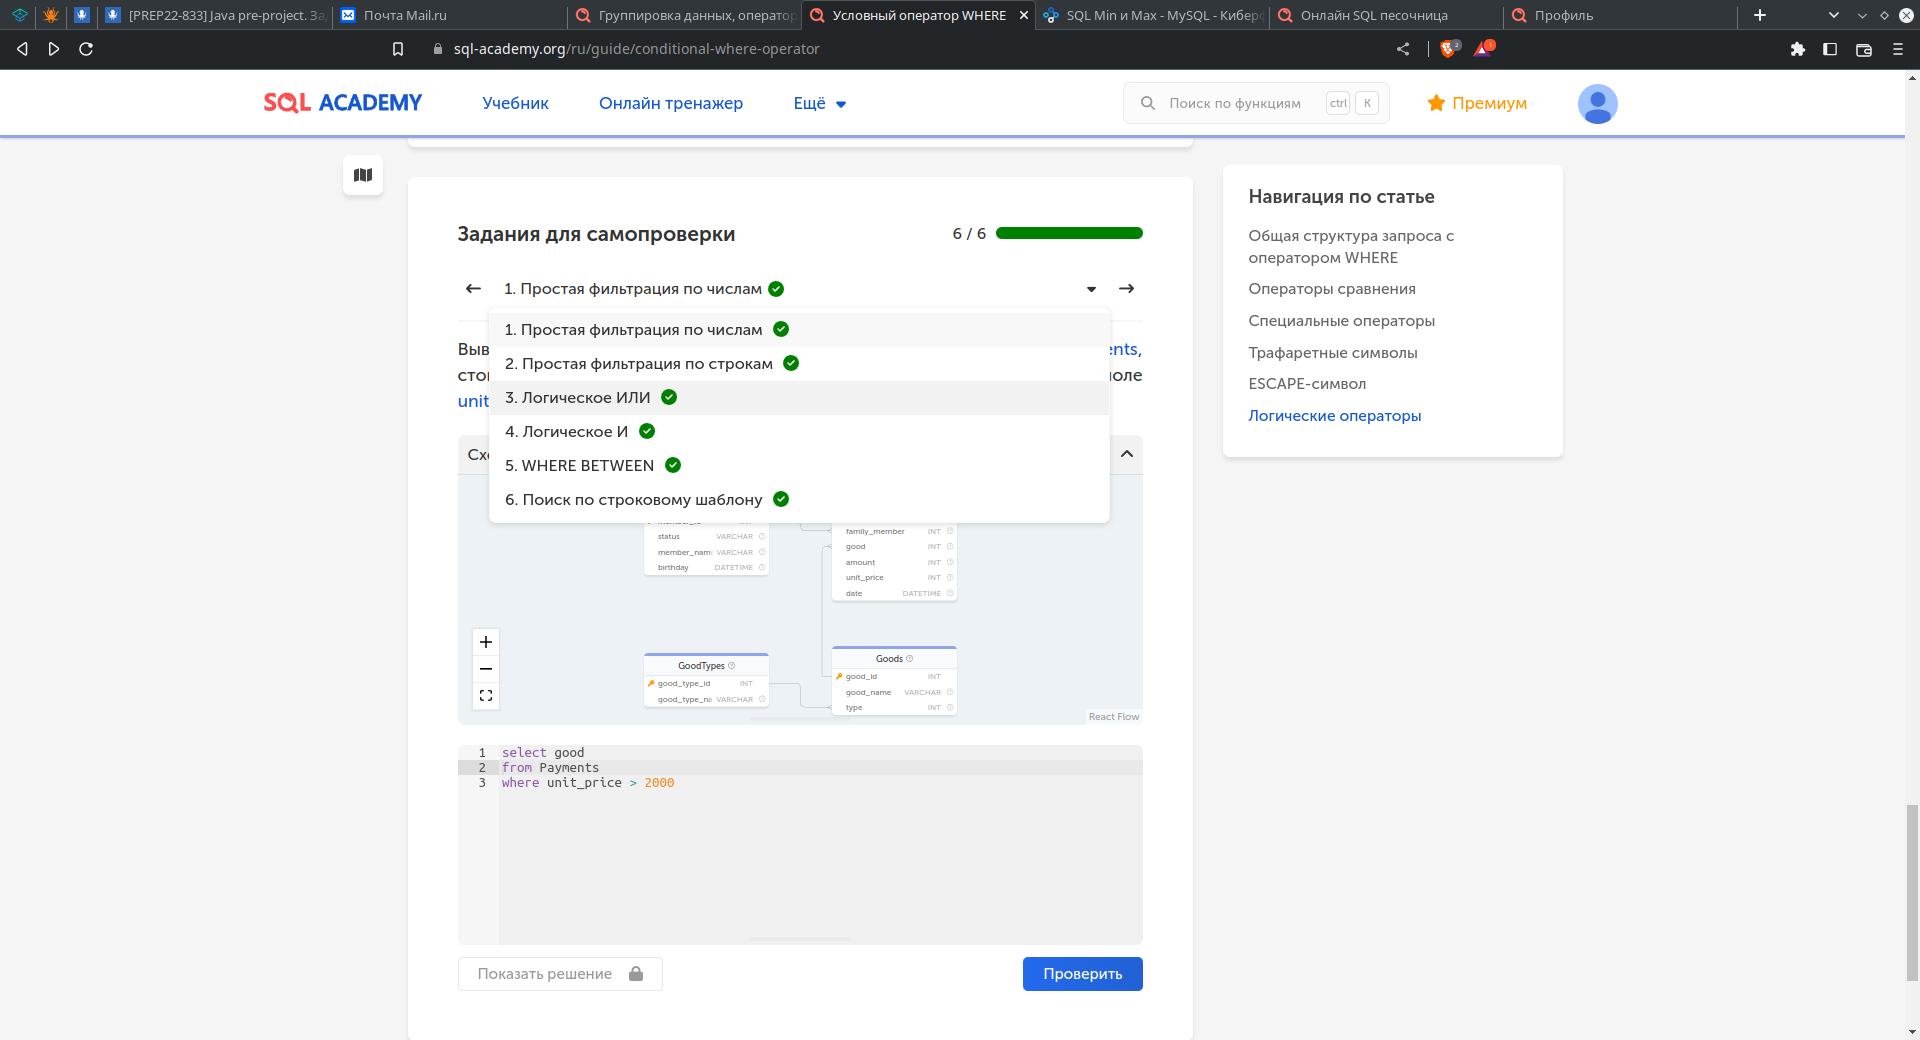 [PREP22-833] Java pre-project. За
Почта Mail.ru
Группировка данных, оператор
Условный оператор WHERE
SQL Min и Max - MySQL - Кибер
Онлайн SQL песочница
Профиль
sql-academy.org/ru/guide/conditional-where-operator
2
1
SQL ACADEMY
Учебник
Онлайн тренажер
Ещё
Поиск по функциям
ctrl
K
Премиум
Задания для самопроверки
6 / 6
1. Простая фильтрация по числам
1. Простая фильтрация по числам
2. Простая фильтрация по строкам
3. Логическое ИЛИ
4. Логическое И
5. WHERE BETWEEN
6. Поиск по строковому шаблону
Выв
ents,
сто
оле
unit
Схе
status VARCHAR
member_name VARCHAR
birthday DATETIME
family_member INT
good INT
amount INT
unit_price INT
date DATETIME
GoodTypes
good_type_id INT
good_type_na VARCHAR
Goods
good_id INT
good_name VARCHAR
type INT
React Flow
1 select good
2 from Payments
3 where unit_price > 2000
Показать решение
Проверить
Навигация по статье
Общая структура запроса с
оператором WHERE
Операторы сравнения
Специальные операторы
Трафаретные символы
ESCAPE-символ
Логические операторы